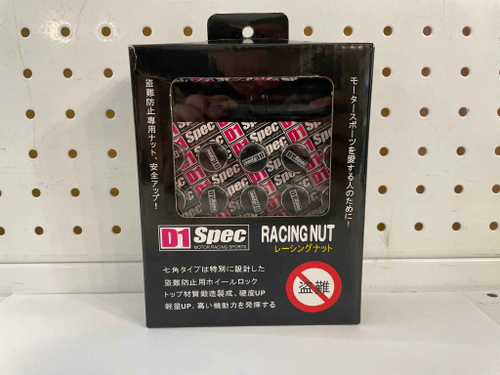 盗難防止専用ナット、安全アップ!
モータースポーツを愛する人のために!
D1 Spec
D1 Spec
MOTOR RACING SPORTS
RACING NUT
レーシングナット
七角タイプは特別に設計した
盗難防止用ホイールロック
トップ材質鍛造製成、硬度UP
軽量UP、高い機動力を発揮する
盗難